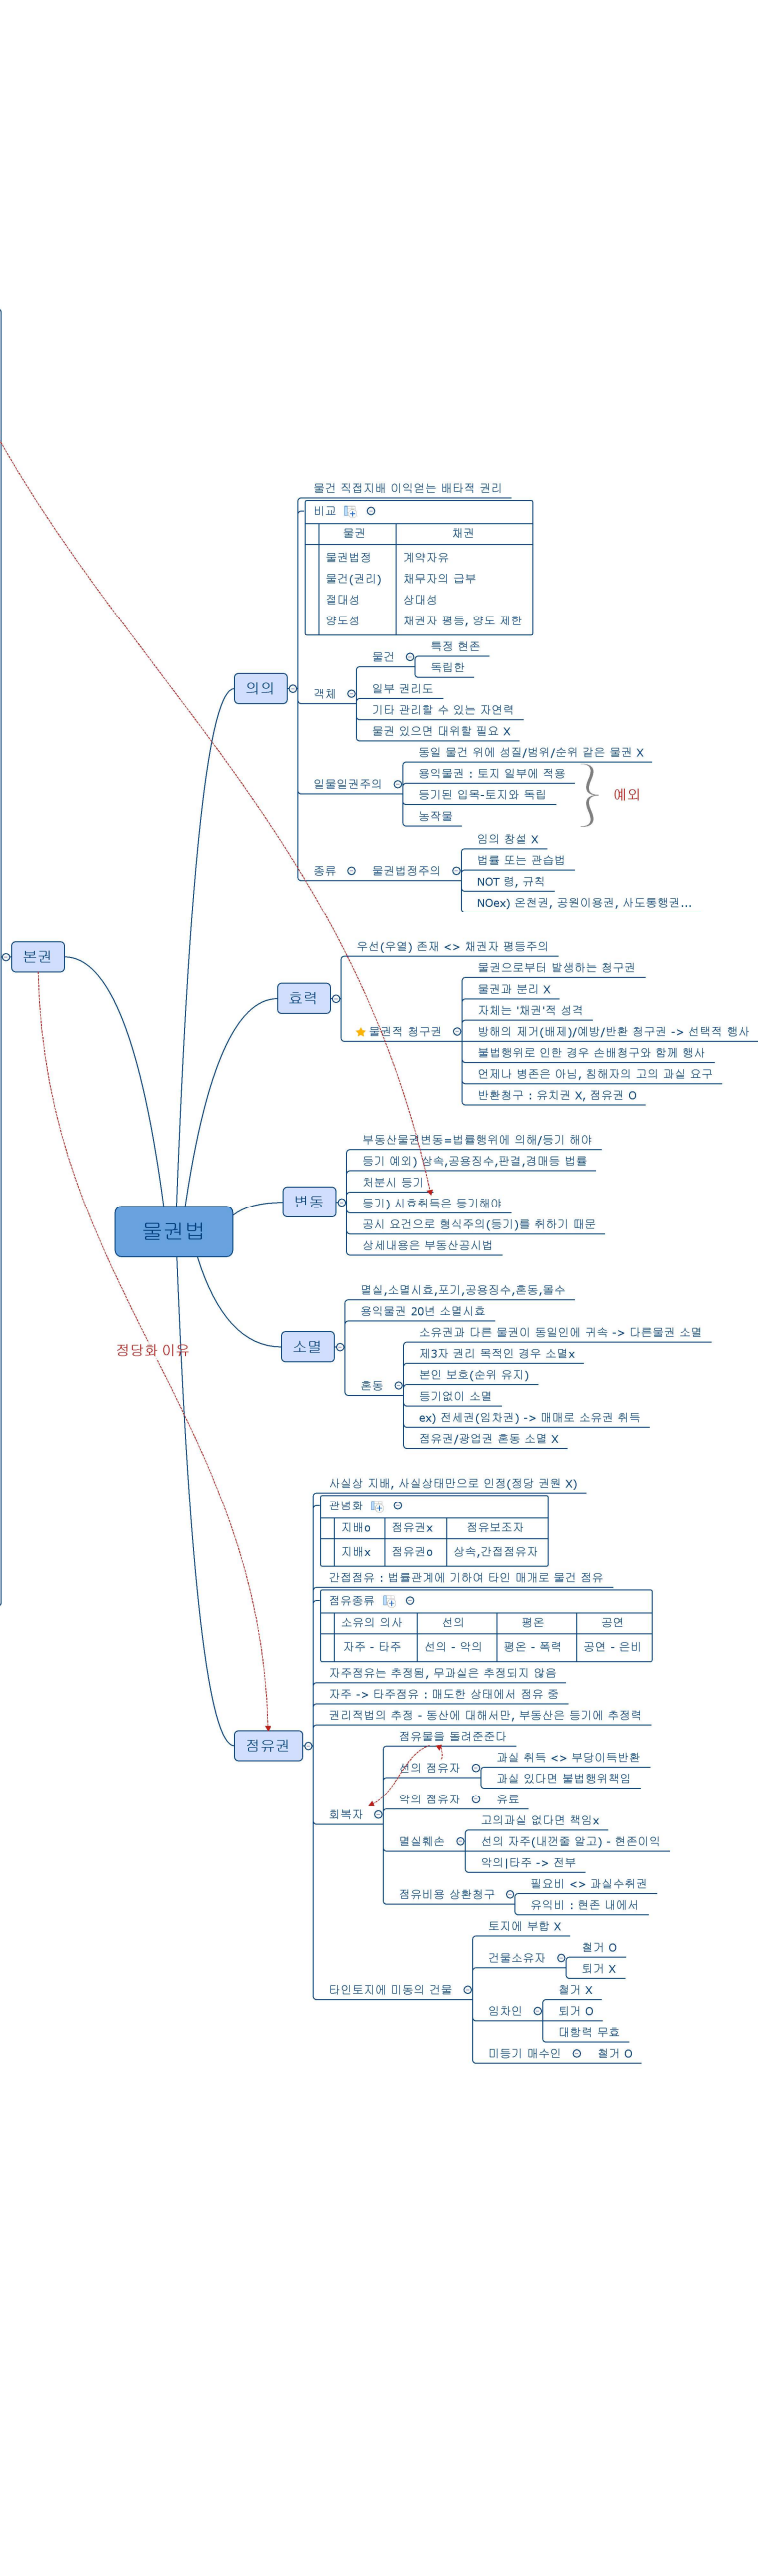 물권법
의의
물건 직접지배 이익얻는 배타적 권리
비교
물권 채권
물권법정 계약자유
물건(권리) 채무자의 급부
절대성 상대성
양도성 채권자 평등, 양도 제한
객체
물건
특정 현존
독립한
일부 권리도
기타 관리할 수 있는 자연력
물권 있으면 대위할 필요 X
일물일권주의
동일 물건 위에 성질/범위/순위 같은 물권 X
용익물권 : 토지 일부에 적용
등기된 입목-토지와 독립
농작물
예외
종류
물권법정주의
임의 창설 X
법률 또는 관습법
NOT 령, 규칙
NOex) 온천권, 공원이용권, 사도통행권...
본권
효력
우선(우열) 존재 <> 채권자 평등주의
물권적 청구권
물권으로부터 발생하는 청구권
물권과 분리 X
자체는 '채권'적 성격
방해의 제거(배제)/예방/반환 청구권 -> 선택적 행사
불법행위로 인한 경우 손배청구와 함께 행사
언제나 병존은 아님, 침해자의 고의 과실 요구
반환청구 : 유치권 X, 점유권 O
변동
부동산물권변동=법률행위에 의해/등기 해야
등기 예외) 상속,공용징수,판결,경매등 법률
처분시 등기
등기) 시효취득은 등기해야
공시 요건으로 형식주의(등기)를 취하기 때문
상세내용은 부동산공시법
소멸
멸실,소멸시효,포기,공용징수,혼동,몰수
용익물권 20년 소멸시효
혼동
소유권과 다른 물권이 동일인에 귀속 -> 다른물권 소멸
제3자 권리 목적인 경우 소멸x
본인 보호(순위 유지)
등기없이 소멸
ex) 전세권(임차권) -> 매매로 소유권 취득
점유권/광업권 혼동 소멸 X
정당화 이유
점유권
사실상 지배, 사실상태만으로 인정(정당 권원 X)
관념화
지배o 점유권x 점유보조자
지배x 점유권o 상속,간접점유자
간접점유 : 법률관계에 기하여 타인 매개로 물건 점유
점유종류
소유의 의사 선의 평온 공연
자주 - 타주 선의 - 악의 평온 - 폭력 공연 - 은비
자주점유는 추정됨, 무과실은 추정되지 않음
자주 -> 타주점유 : 매도한 상태에서 점유 중
권리적법의 추정 - 동산에 대해서만, 부동산은 등기에 추정력
회복자
점유물을 돌려준준다
선의 점유자
과실 취득 <> 부당이득반환
과실 있다면 불법행위책임
악의 점유자
유료
멸실훼손
고의과실 없다면 책임x
선의 자주(내껀줄 알고) - 현존이익
악의|타주 -> 전부
점유비용 상환청구
필요비 <> 과실수취권
유익비 : 현존 내에서
타인토지에 미동의 건물
토지에 부합 X
건물소유자
철거 O
퇴거 X
임차인
철거 X
퇴거 O
대항력 무효
미등기 매수인
철거 O